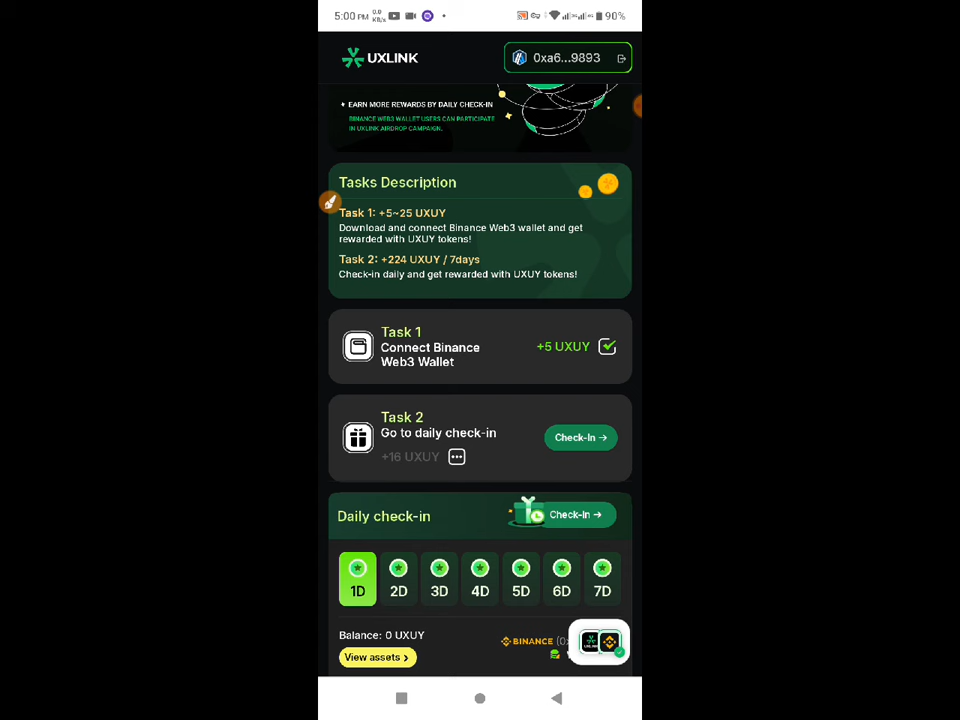 5:00 PM 0.0 KB/s 90%
UXLINK
0xa6...9893
EARN MORE REWARDS BY DAILY CHECK-IN
BINANCE WEB3 WALLET USERS CAN PARTICIPATE
IN UXLINK AIRDROP CAMPAIGN.
Tasks Description
Task 1: +5~25 UXUY
Download and connect Binance Web3 wallet and get
rewarded with UXUY tokens!
Task 2: +224 UXUY / 7days
Check-in daily and get rewarded with UXUY tokens!
Task 1
Connect Binance
Web3 Wallet
+5 UXUY
Task 2
Go to daily check-in
+16 UXUY
Check-In →
Daily check-in
Check-In →
1D 2D 3D 4D 5D 6D 7D
Balance: 0 UXUY
BINANCE (0x
View assets ›